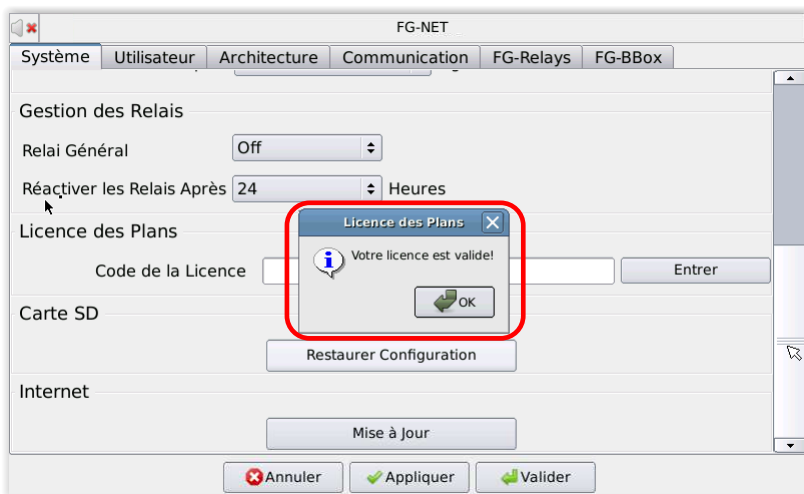 FG-NET
Système Utilisateur Architecture Communication FG-Relays FG-BBox
Gestion des Relais
Relai Général Off
Réactiver les Relais Après 24 Heures
Licence des Plans
Licence des Plans
Votre licence est valide!
Code de la Licence Entrer
OK
Carte SD
Restaurer Configuration
Internet
Mise à Jour
Annuler Appliquer Valider